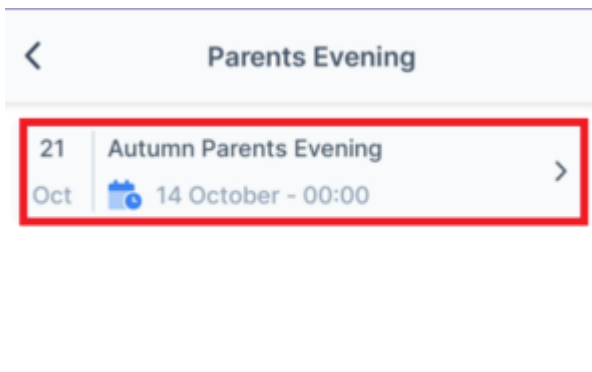 Parents Evening
21
Autumn Parents Evening
Oct
14 October - 00:00